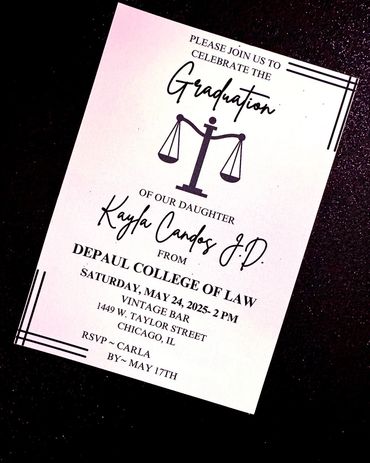 PLEASE JOIN US TO
CELEBRATE THE
Graduation
OF OUR DAUGHTER
Kayla Candos J.D.
FROM
DEPAUL COLLEGE OF LAW
SATURDAY, MAY 24, 2025- 2 PM
VINTAGE BAR
1449 W. TAYLOR STREET
CHICAGO, IL
RSVP ~ CARLA
BY~ MAY 17TH